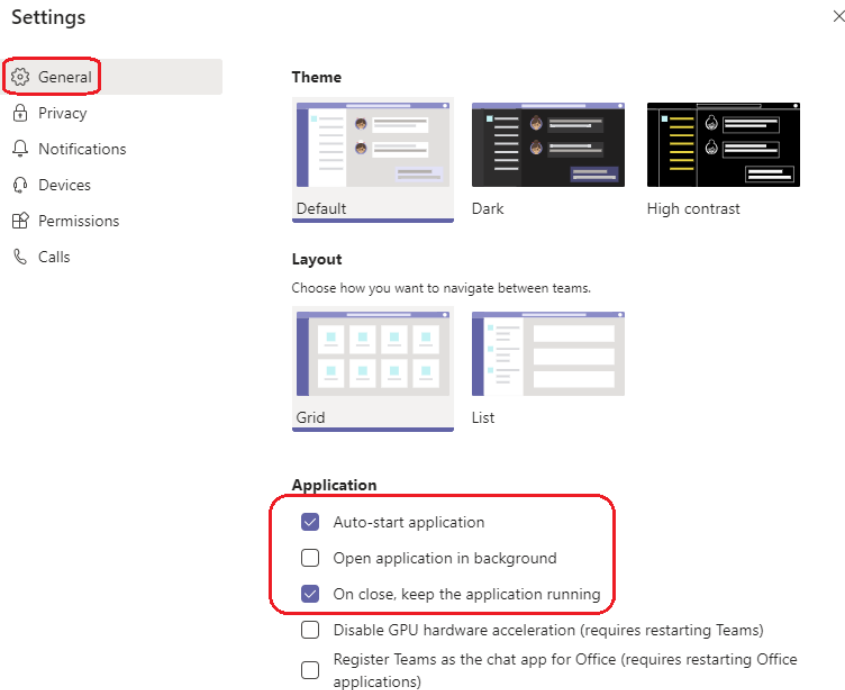 Settings
General
Privacy
Notifications
Devices
Permissions
Calls
Theme
Default
Dark
High contrast
Layout
Choose how you want to navigate between teams.
Grid
List
Application
Auto-start application
Open application in background
On close, keep the application running
Disable GPU hardware acceleration (requires restarting Teams)
Register Teams as the chat app for Office (requires restarting Office
applications)